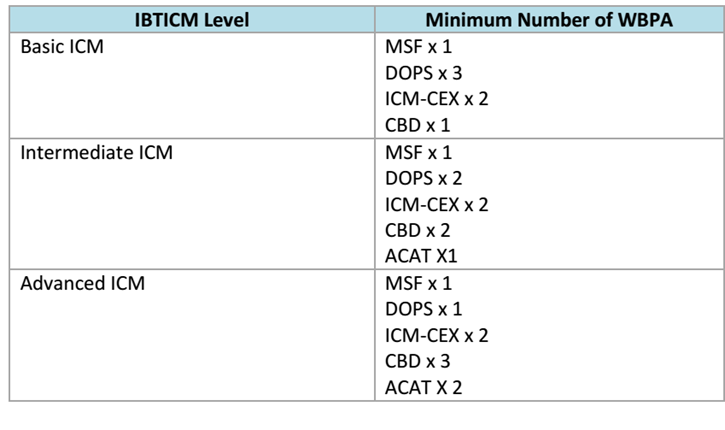 IBTICM Level Minimum Number of WBPA
Basic ICM MSF x 1
DOPS x 3
ICM-CEX x 2
CBD x 1
Intermediate ICM MSF x 1
DOPS x 2
ICM-CEX x 2
CBD x 2
ACAT X1
Advanced ICM MSF x 1
DOPS x 1
ICM-CEX x 2
CBD x 3
ACAT X 2